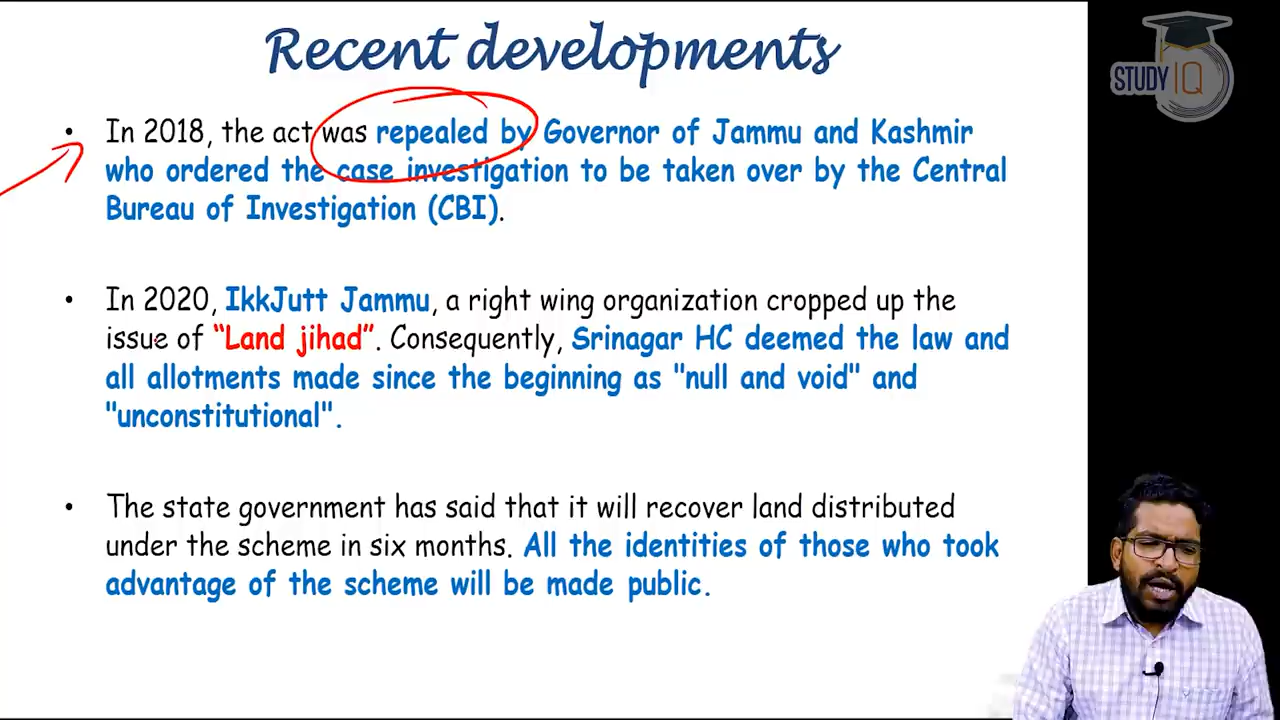 Recent developments
STUDY IQ
• In 2018, the act was repealed by Governor of Jammu and Kashmir
who ordered the case investigation to be taken over by the Central
Bureau of Investigation (CBI).
• In 2020, IkkJutt Jammu, a right wing organization cropped up the
issue of “Land jihad”. Consequently, Srinagar HC deemed the law and
all allotments made since the beginning as "null and void" and
"unconstitutional".
• The state government has said that it will recover land distributed
under the scheme in six months. All the identities of those who took
advantage of the scheme will be made public.